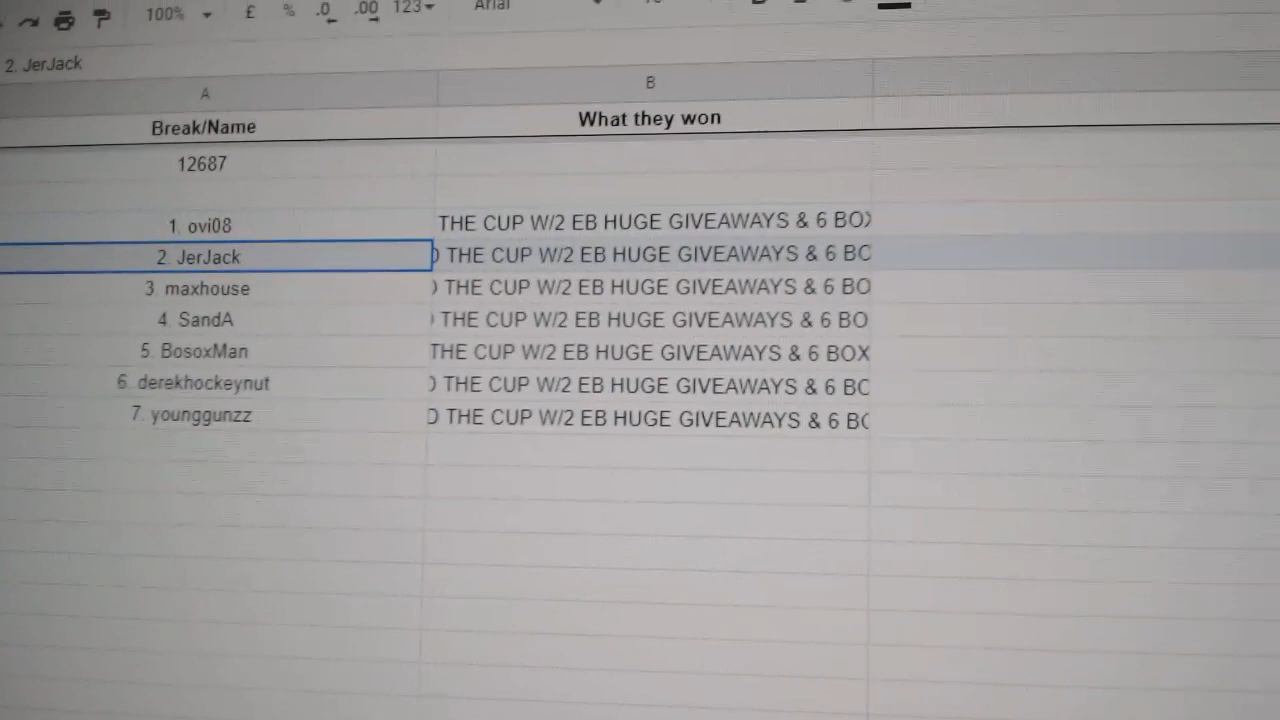 100% £ % .0 .00 123
Arial
2. JerJack
A B
Break/Name What they won
12687
1. ovi08 THE CUP W/2 EB HUGE GIVEAWAYS & 6
2. JerJack THE CUP W/2 EB HUGE GIVEAWAYS & 6
3. maxhouse THE CUP W/2 EB HUGE GIVEAWAYS & 6
4. SandA THE CUP W/2 EB HUGE GIVEAWAYS & 6
5. BosoxMan THE CUP W/2 EB HUGE GIVEAWAYS & 6 BOX
6. derekhockeynut THE CUP W/2 EB HUGE GIVEAWAYS & 6
7. younggunzz THE CUP W/2 EB HUGE GIVEAWAYS & 6